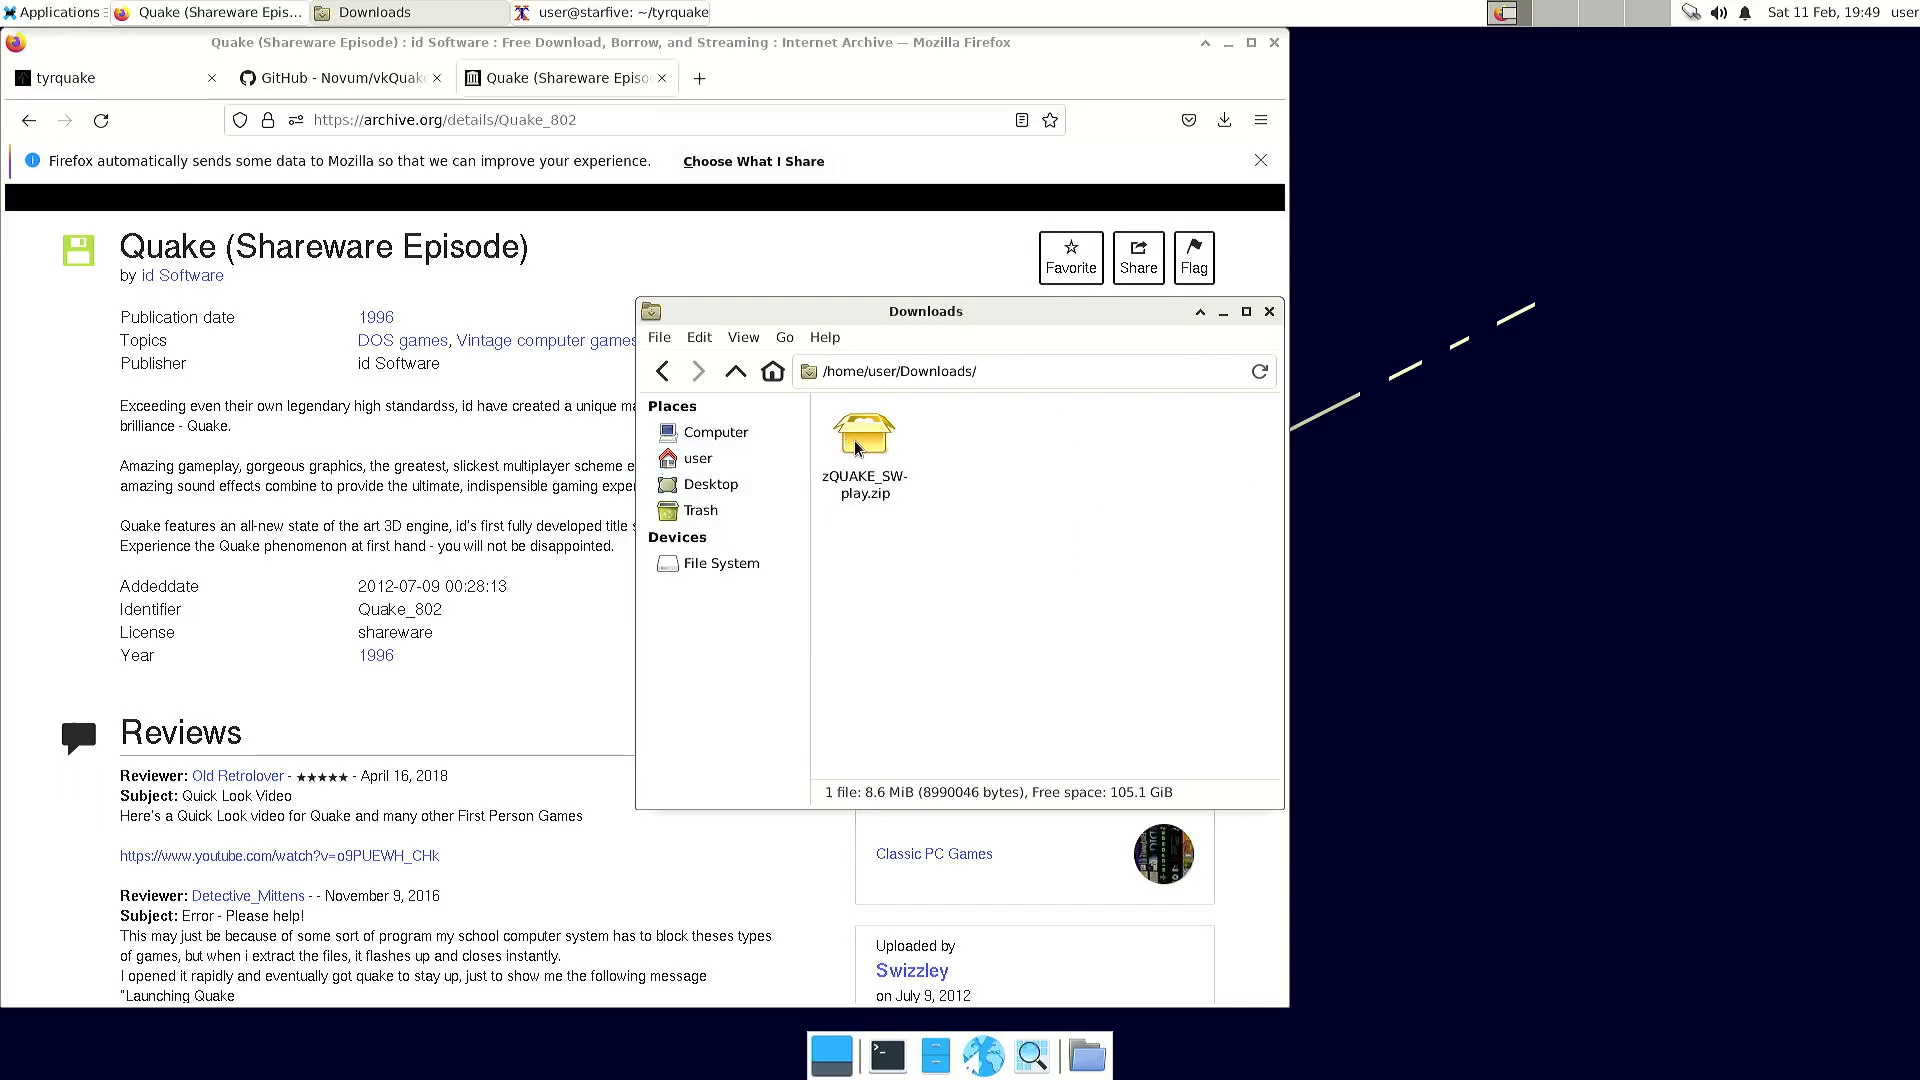 Applications
Quake (Shareware Epis...
Downloads
user@starfive: ~/tyrquake
Sat 11 Feb, 19:49
user
Quake (Shareware Episode) : id Software : Free Download, Borrow, and Streaming : Internet Archive — Mozilla Firefox
tyrquake
GitHub - Novum/vkQuak
Quake (Shareware Episo
https://archive.org/details/Quake_802
Firefox automatically sends some data to Mozilla so that we can improve your experience.
Choose What I Share
Quake (Shareware Episode)
by id Software
Favorite
Share
Flag
Publication date 1996
Topics DOS games, Vintage computer games
Publisher id Software
Exceeding even their own legendary high standardss, id have created a unique
brilliance - Quake.
Amazing gameplay, gorgeous graphics, the greatest, slickest multiplayer scheme
amazing sound effects combine to provide the ultimate, indispensible gaming
Quake features an all-new state of the art 3D engine, id's first fully developed title
Experience the Quake phenomenon at first hand - you will not be disappointed.
Addeddate 2012-07-09 00:28:13
Identifier Quake_802
License shareware
Year 1996
Reviews
Reviewer: Old Retrolover - ★★★★★ - April 16, 2018
Subject: Quick Look Video
Here's a Quick Look video for Quake and many other First Person Games
https://www.youtube.com/watch?v=o9PUEWH_CHk
Reviewer: Detective_Mittens - - November 9, 2016
Subject: Error - Please help!
This may just be because of some sort of program my school computer system has to block theses types
of games, but when i extract the files, it flashes up and closes instantly.
I opened it rapidly and eventually got quake to stay up, just to show me the following message
"Launching Quake
Downloads
File Edit View Go Help
/home/user/Downloads/
Places
Computer
user
Desktop
Trash
Devices
File System
zQUAKE_SW-
play.zip
1 file: 8.6 MiB (8990046 bytes), Free space: 105.1 GiB
Classic PC Games
Uploaded by
Swizzley
on July 9, 2012